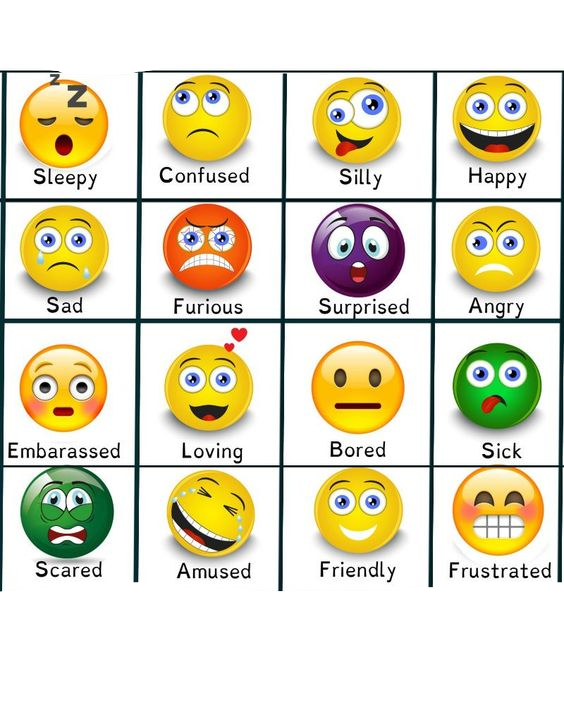 z
Z
Sleepy Confused Silly Happy
Sad Furious Surprised Angry
Embarassed Loving Bored Sick
Scared Amused Friendly Frustrated